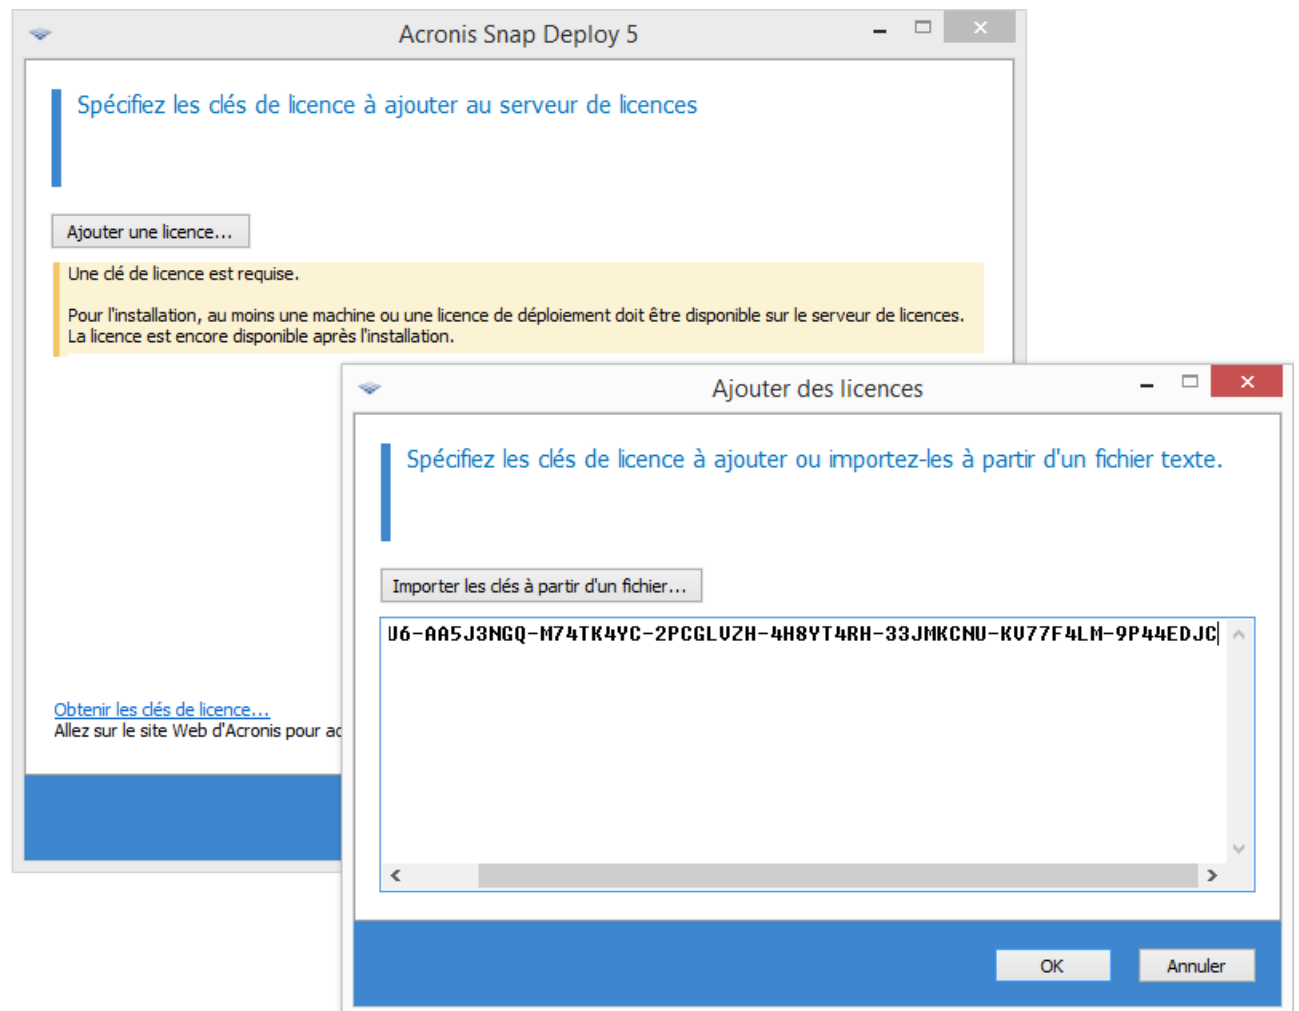 Acronis Snap Deploy 5
Spécifiez les clés de licence à ajouter au serveur de licences
Ajouter une licence...
Une clé de licence est requise.
Pour l'installation, au moins une machine ou une licence de déploiement doit être disponible sur le serveur de licences.
La licence est encore disponible après l'installation.
Obtenir les clés de licence...
Allez sur le site Web d'Acronis pour ac
Ajouter des licences
Spécifiez les clés de licence à ajouter ou importez-les à partir d'un fichier texte.
Importer les clés à partir d'un fichier...
U6-AA5J3NGQ-M74TK4YC-2PCGLVZH-4H8YT4RH-33JMKCNU-KV77F4LM-9P44EDJC
OK
Annuler